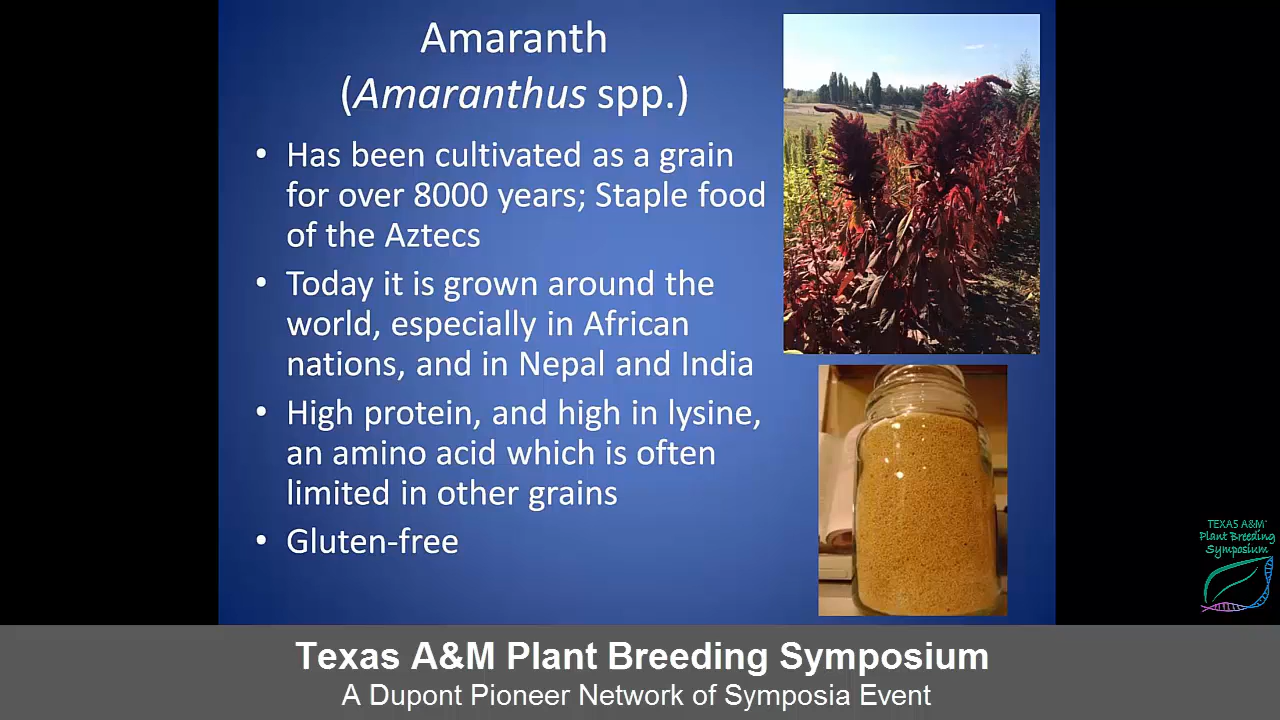 Amaranth
(Amaranthus spp.)
• Has been cultivated as a grain
for over 8000 years; Staple food
of the Aztecs
• Today it is grown around the
world, especially in African
nations, and in Nepal and India
• High protein, and high in lysine,
an amino acid which is often
limited in other grains
• Gluten-free
TEXAS A&M
Plant Breeding
Symposium
Texas A&M Plant Breeding Symposium
A Dupont Pioneer Network of Symposia Event